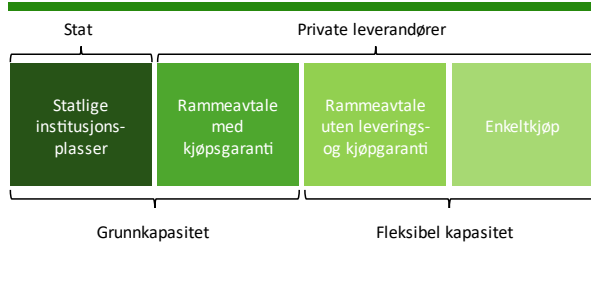 Stat
Private leverandører
Statlige
institusjons-
plasser
Rammeavtale
med
kjøpsgaranti
Rammeavtale
uten leverings-
og kjøpgaranti
Enkeltkjøp
Grunnkapasitet
Fleksibel kapasitet